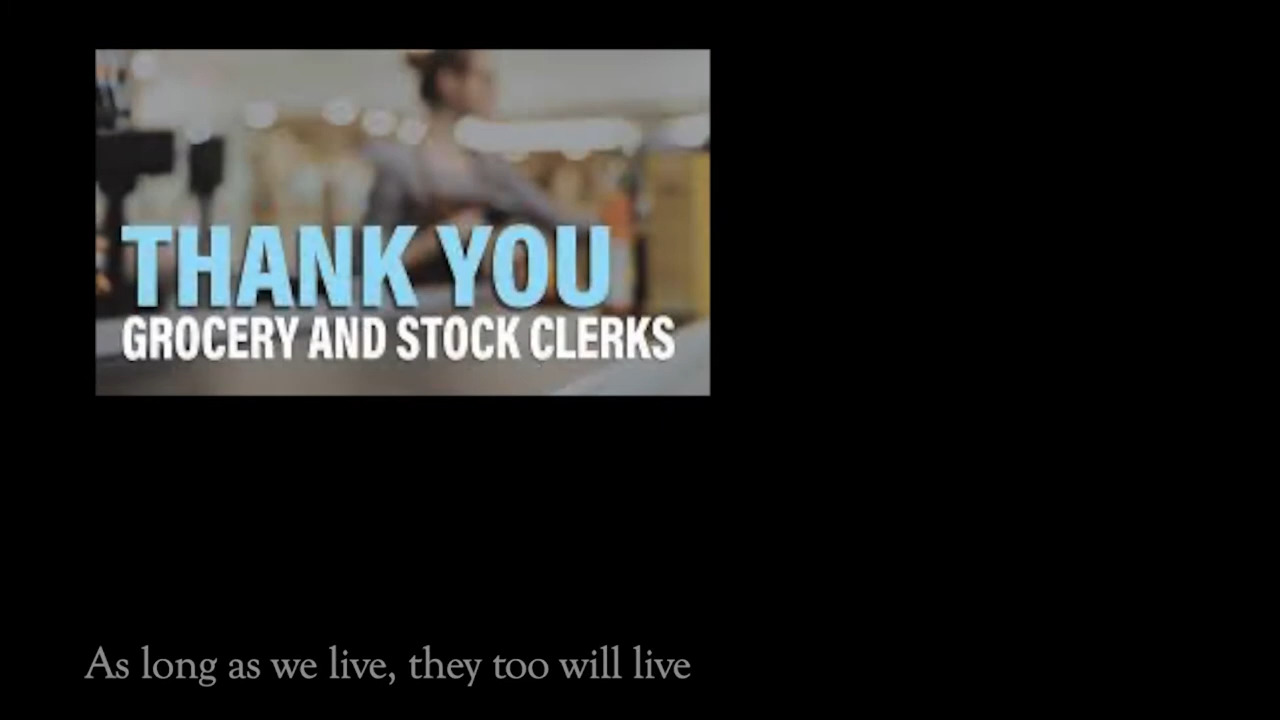 THANK YOU
GROCERY AND STOCK CLERKS
As long as we live, they too will live